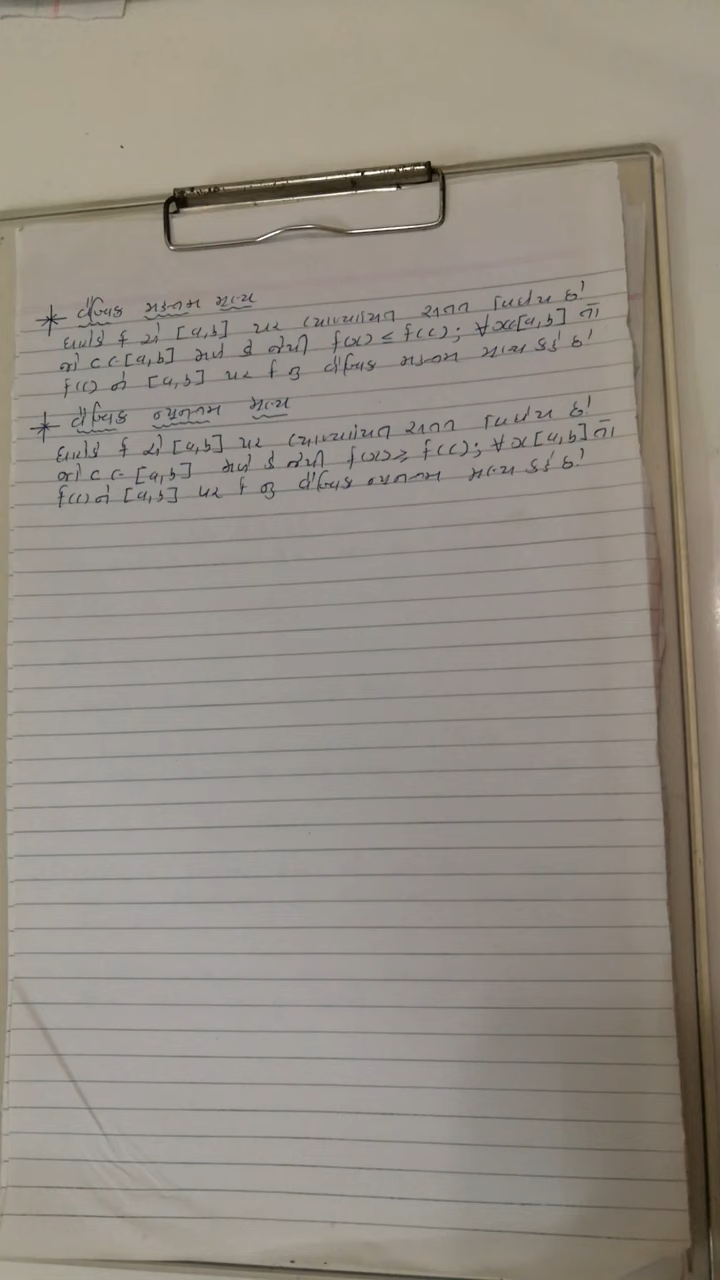 * વૈશ્વિક મહત્તમ મૂલ્ય
ધારોકે f એ [a,b] પર વ્યાખ્યાયિત સતત વિધેય છે.
જો c ∈ [a,b] મળે કે જેથી f(x) ≤ f(c); ∀x∈[a,b] તો
f(c) ને [a,b] પર f નું વૈશ્વિક મહત્તમ મૂલ્ય કહે છે.
* વૈશ્વિક ન્યૂનતમ મૂલ્ય
ધારોકે f એ [a,b] પર વ્યાખ્યાયિત સતત વિધેય છે.
જો c ∈ [a,b] મળે કે જેથી f(x) ≥ f(c); ∀ x [a,b] તો
f(c) ને [a,b] પર f નું વૈશ્વિક ન્યૂનતમ મૂલ્ય કહે છે.